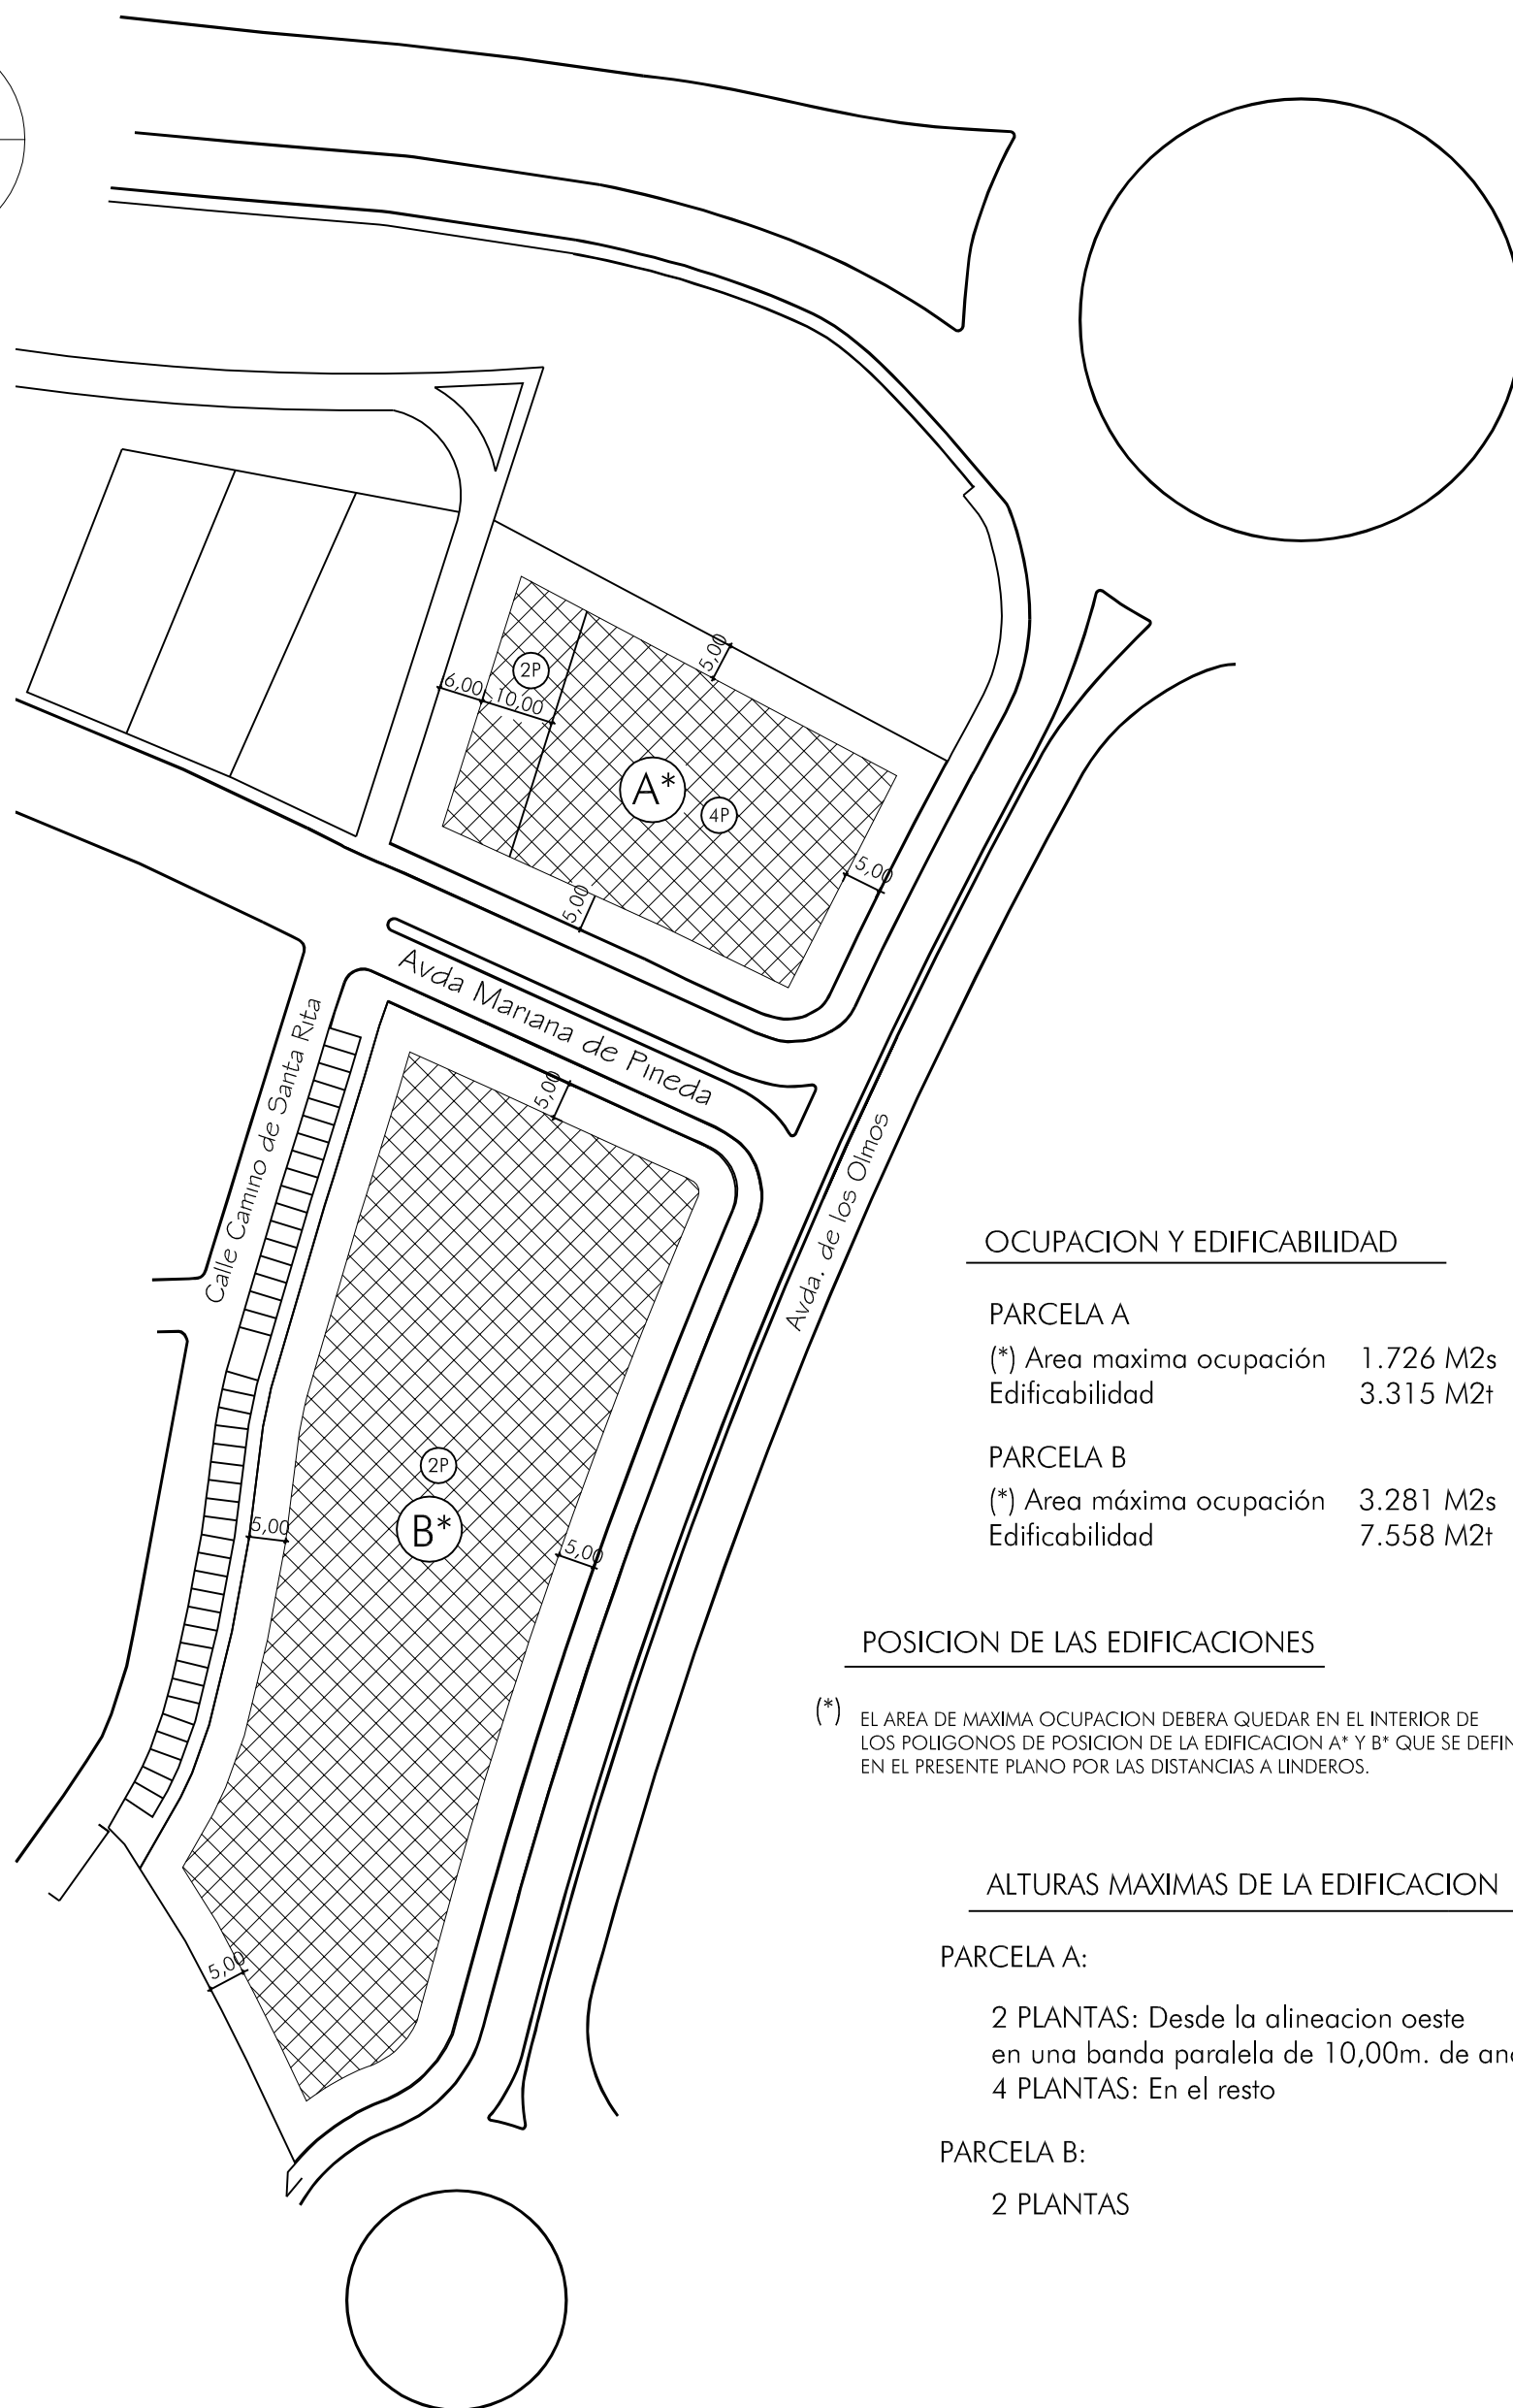 2P
5,00
6,00
10,00
A*
4P
5,00
5,00
Avda Mariana de Pineda
5,00
Calle Camino de Santa Rita
Avda. de los Olmos
2P
B*
5,00
5,00
5,00
OCUPACION Y EDIFICABILIDAD
PARCELA A
(*) Area maxima ocupación 1.726 M2s
Edificabilidad 3.315 M2t
PARCELA B
(*) Area máxima ocupación 3.281 M2s
Edificabilidad 7.558 M2t
POSICION DE LAS EDIFICACIONES
(*) EL AREA DE MAXIMA OCUPACION DEBERA QUEDAR EN EL INTERIOR DE
LOS POLIGONOS DE POSICION DE LA EDIFICACION A* Y B* QUE SE DEFIN
EN EL PRESENTE PLANO POR LAS DISTANCIAS A LINDEROS.
ALTURAS MAXIMAS DE LA EDIFICACION
PARCELA A:
2 PLANTAS: Desde la alineacion oeste
en una banda paralela de 10,00m. de
4 PLANTAS: En el resto
PARCELA B:
2 PLANTAS